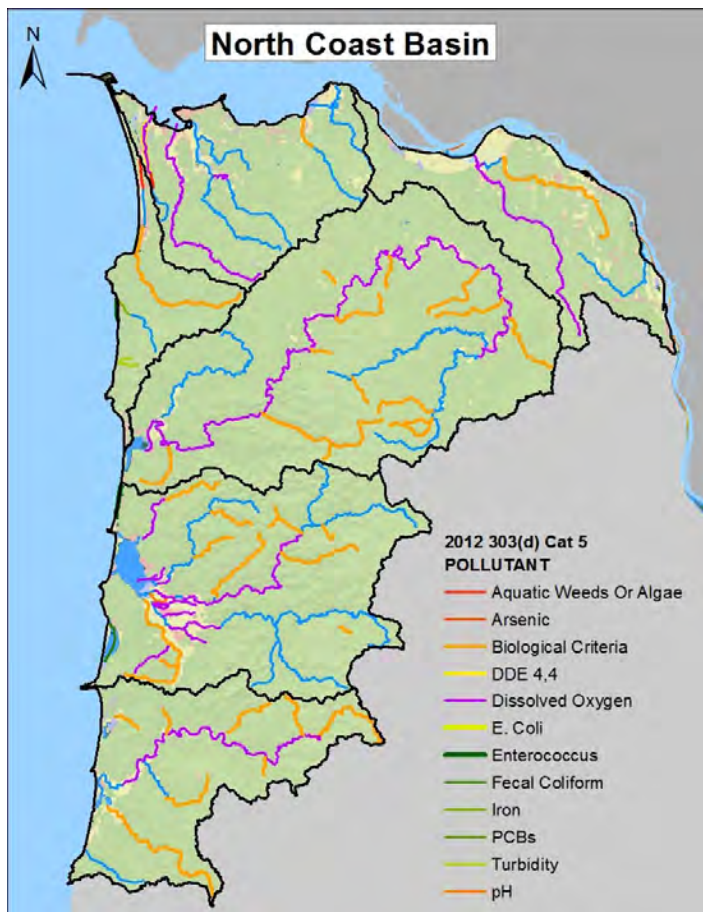 North Coast Basin
N
2012 303(d) Cat 5
POLLUTANT
Aquatic Weeds Or Algae
Arsenic
Biological Criteria
DDE 4,4
Dissolved Oxygen
E. Coli
Enterococcus
Fecal Coliform
Iron
PCBs
Turbidity
pH